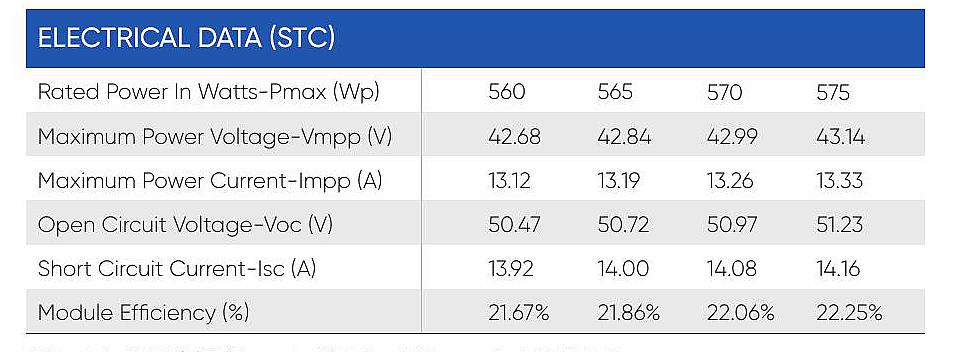 ELECTRICAL DATA (STC)
Rated Power In Watts-Pmax (Wp) 560 565 570 575
Maximum Power Voltage-Vmpp (V) 42.68 42.84 42.99 43.14
Maximum Power Current-Impp (A) 13.12 13.19 13.26 13.33
Open Circuit Voltage-Voc (V) 50.47 50.72 50.97 51.23
Short Circuit Current-Isc (A) 13.92 14.00 14.08 14.16
Module Efficiency (%) 21.67% 21.86% 22.06% 22.25%